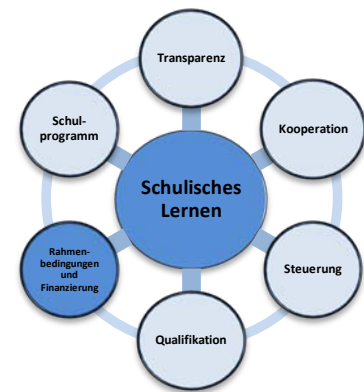 Transparenz
Kooperation
Steuerung
Qualifikation
Rahmen-
bedingungen
und
Finanzierung
Schul-
programm
Schulisches
Lernen